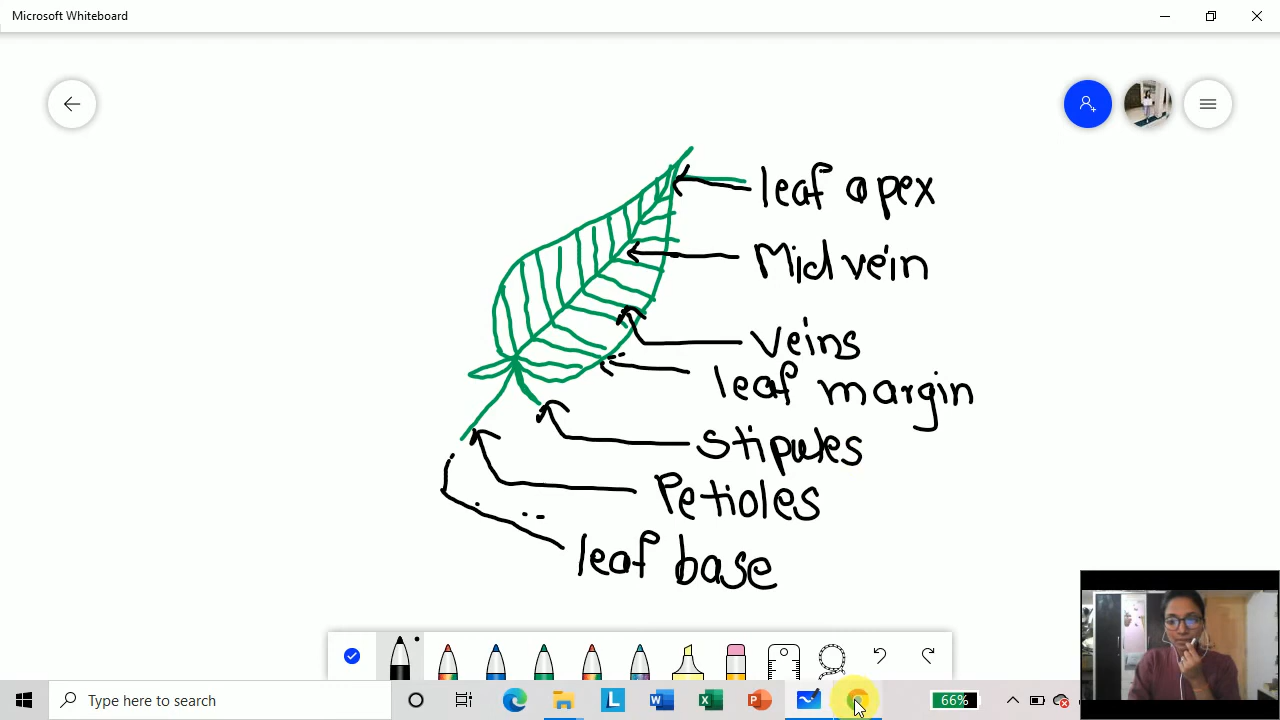 Microsoft Whiteboard
leaf apex
Midvein
Veins
leaf margin
Stipules
Petioles
leaf base
Type here to search
66%